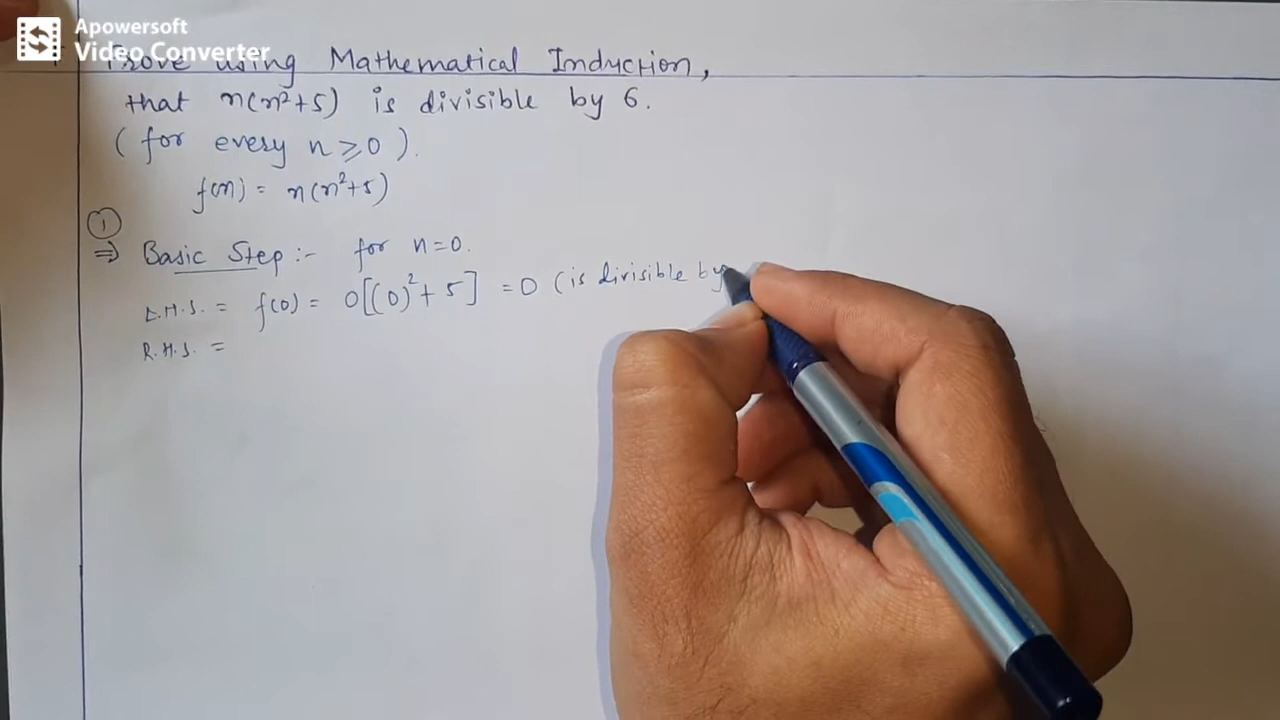 Apowersoft
Video Converter
Prove using Mathematical Induction,
that n(n²+5) is divisible by 6.
(for every n ⩾ 0).
f(n) = n(n²+5)
①
⇒ Basic Step :- for n=0.
L.H.S. = f(0) = 0[(0)²+5] = 0 (is divisible by
R.H.S. =